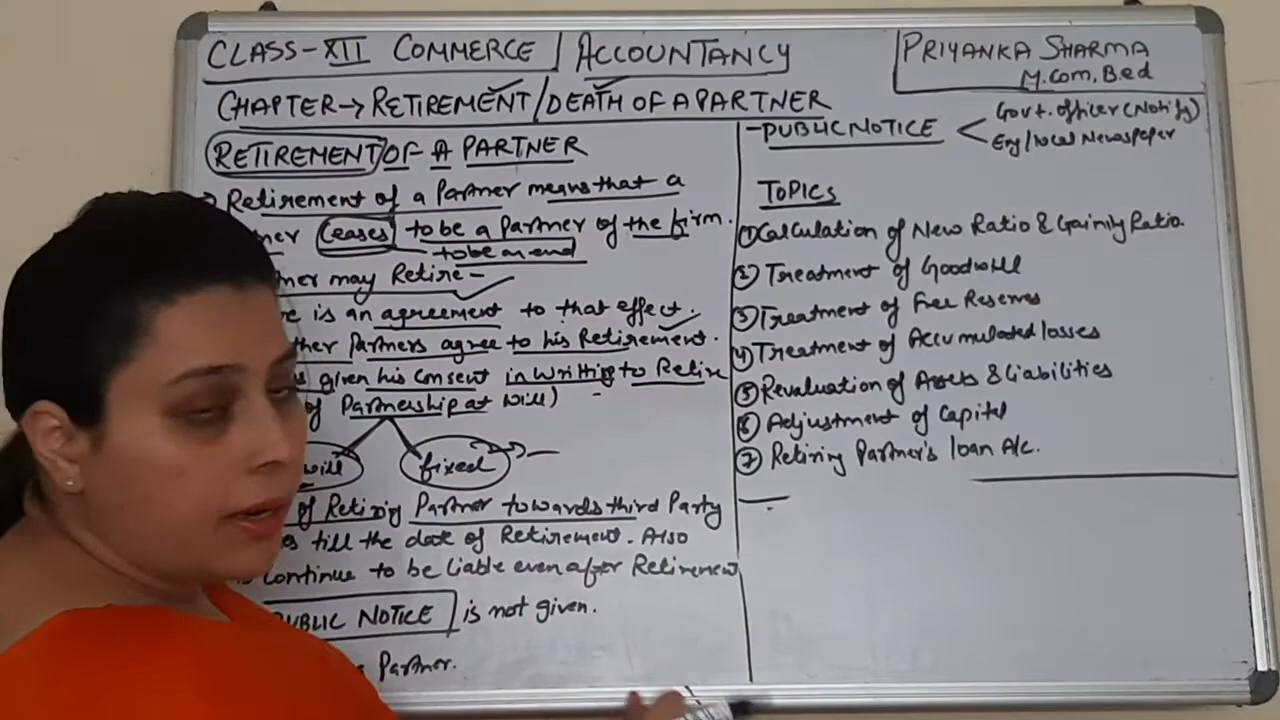 CLASS-XII COMMERCE | ACCOUNTANCY
PRIYANKA SHARMA
M.Com, B.ed
CHAPTER → RETIREMENT / DEATH OF A PARTNER
RETIREMENT OF A PARTNER
Retirement of a Partner means that a
ceases to be a Partner of the firm.
to be an end
may Retire -
is an agreement to that effect.
Partners agree to his Retirement.
given his consent in writing to Retire
of Partnership at will)
will fixed
of Retiring Partner towards third Party
till the date of Retirement. Also
continue to be liable even after Retirement
PUBLIC NOTICE is not given.
Partner.
- PUBLIC NOTICE < Govt. officer (Notify)
Eng/local Newspaper
TOPICS
① Calculation of New Ratio & Gaining Ratio.
② Treatment of Goodwill
③ Treatment of Free Reserves
④ Treatment of Accumulated losses
⑤ Revaluation of Assets & Liabilities
⑥ Adjustment of Capital
⑦ Retiring Partner's loan A/c.